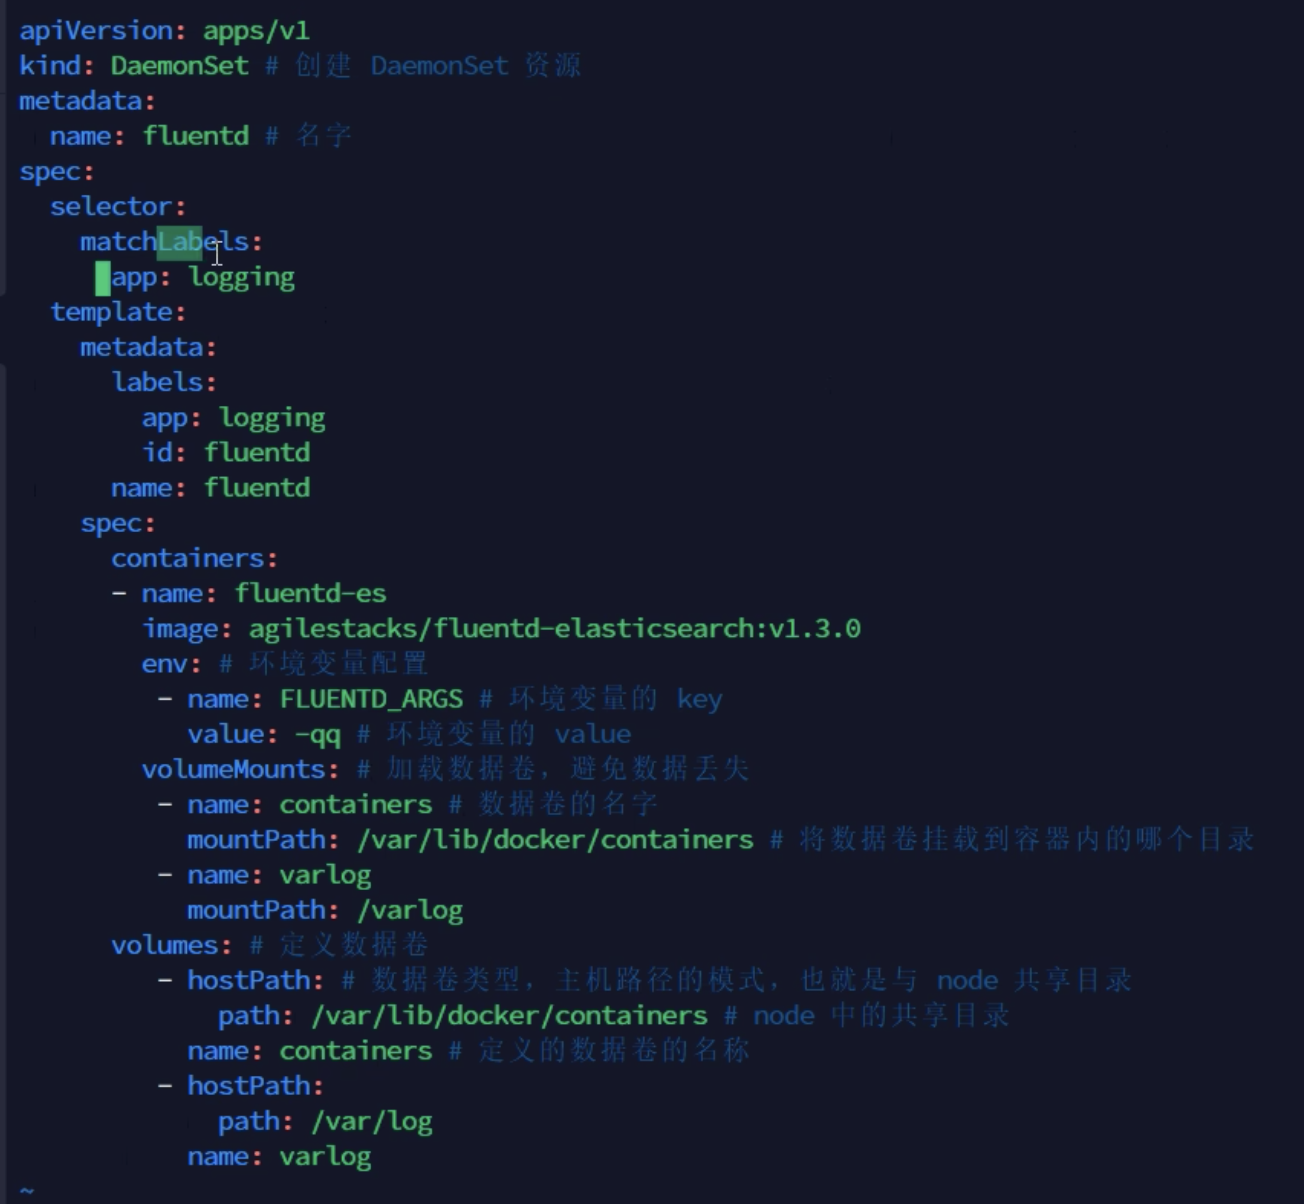 apiVersion: apps/v1
kind: DaemonSet # 创建 DaemonSet 资源
metadata:
  name: fluentd # 名字
spec:
  selector:
    matchLabels:
      app: logging
  template:
    metadata:
      labels:
        app: logging
        id: fluentd
      name: fluentd
    spec:
      containers:
      - name: fluentd-es
        image: agilestacks/fluentd-elasticsearch:v1.3.0
        env: # 环境变量配置
         - name: FLUENTD_ARGS # 环境变量的 key
           value: -qq # 环境变量的 value
        volumeMounts: # 加载数据卷，避免数据丢失
         - name: containers # 数据卷的名字
           mountPath: /var/lib/docker/containers # 将数据卷挂载到容器内的哪个目录
         - name: varlog
           mountPath: /varlog
      volumes: # 定义数据卷
         - hostPath: # 数据卷类型，主机路径的模式，也就是与 node 共享目录
             path: /var/lib/docker/containers # node 中的共享目录
           name: containers # 定义的数据卷的名称
         - hostPath:
             path: /var/log
           name: varlog
~